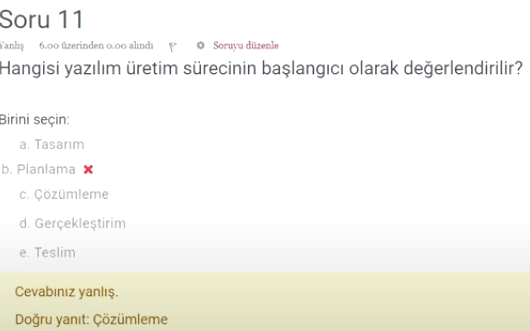 Soru 11
Yanlış 6.00 üzerinden 0.00 alındı Soruyu düzenle
Hangisi yazılım üretim sürecinin başlangıcı olarak değerlendirilir?
Birini seçin:
a. Tasarım
b. Planlama
c. Çözümleme
d. Gerçekleştirim
e. Teslim
Cevabınız yanlış.
Doğru yanıt: Çözümleme